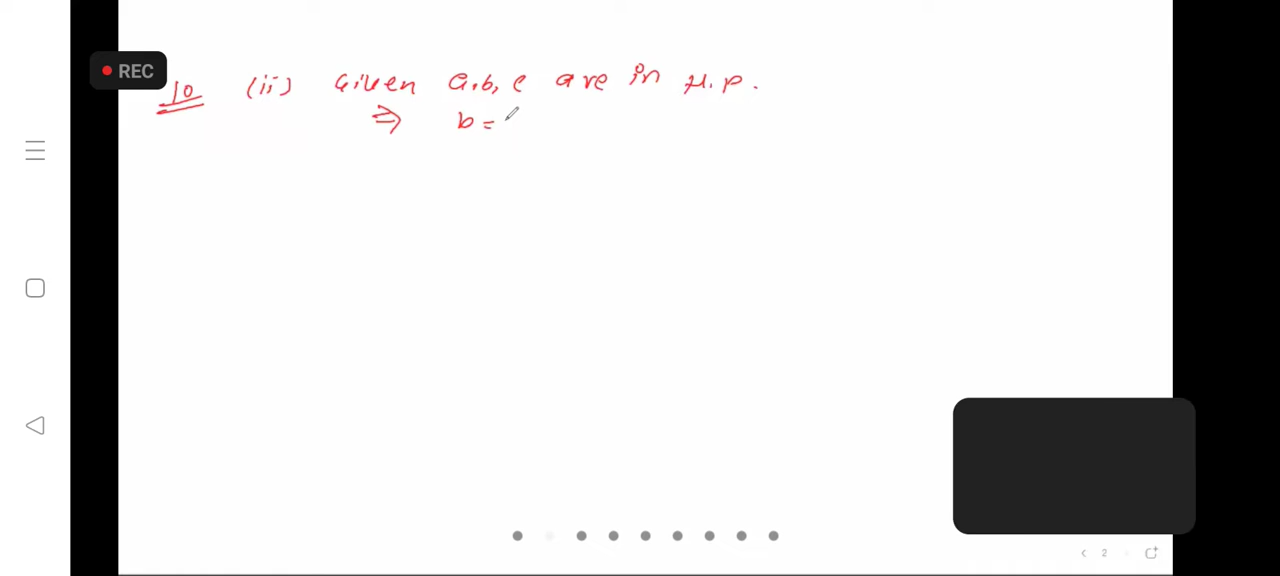 REC
10 (ii) Given a,b, c are in H.P.
⇒ b =
2